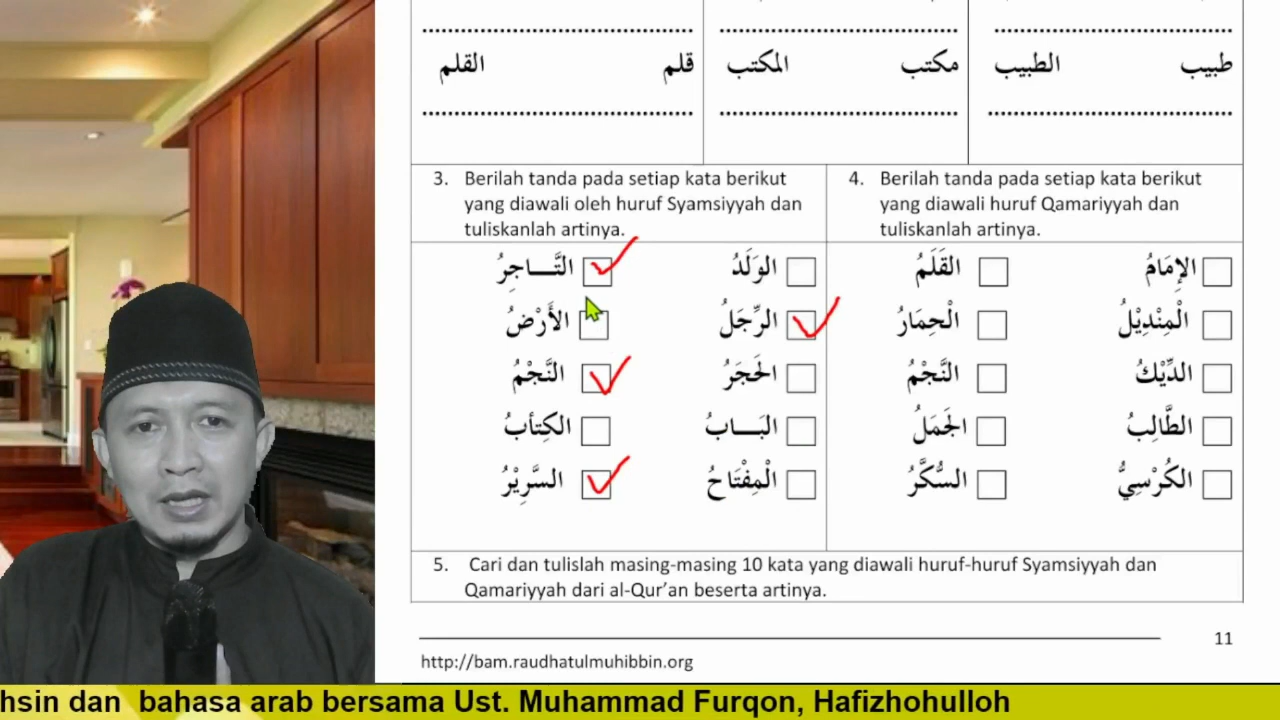 طبيب الطبيب
مكتب المكتب
قلم القلم
3. Berilah tanda pada setiap kata berikut
yang diawali oleh huruf Syamsiyyah dan
tuliskanlah artinya.
4. Berilah tanda pada setiap kata berikut
yang diawali huruf Qamariyyah dan
tuliskanlah artinya.
الوَلَدُ التَّـــاجِرُ
الرِّجَلُ الأَرْضُ
الحَجَرُ النَّجْمُ
البَـــابُ الكِتأبُ
الْمِفْتَاحُ السَّرِيْرُ
الإِمَامُ القَلَمُ
الْمِنْدِيْلُ الْحِمَارُ
الدِّيْكُ النَّجْمُ
الطَّالِبُ الجَمَلُ
الكُرْسِيُّ السُّكَّرُ
5. Cari dan tulislah masing-masing 10 kata yang diawali huruf-huruf Syamsiyyah dan
Qamariyyah dari al-Qur’an beserta artinya.
11
http://bam.raudhatulmuhibbin.org
hsin dan bahasa arab bersama Ust. Muhammad Furqon, Hafizhohulloh